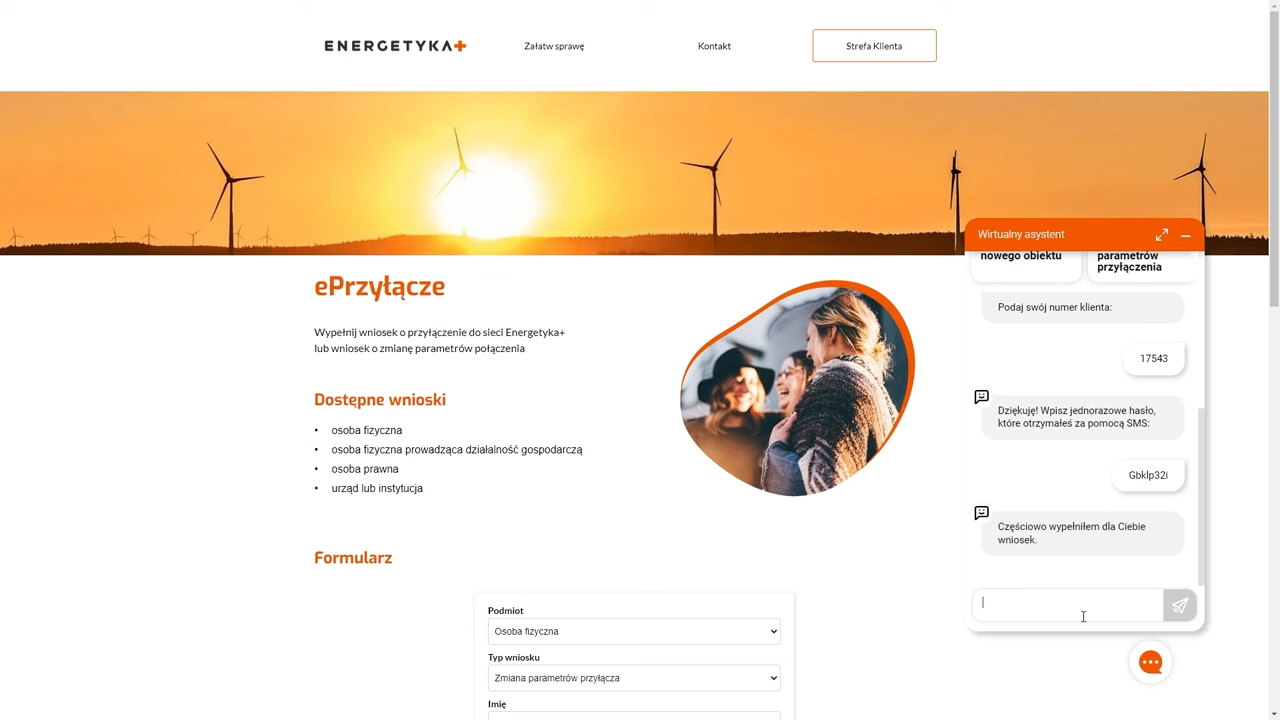 ENERGETYKA+
Załatw sprawę
Kontakt
Strefa Klienta
ePrzyłącze
Wypełnij wniosek o przyłączenie do sieci Energetyka+
lub wniosek o zmianę parametrów połączenia
Dostępne wnioski
• osoba fizyczna
• osoba fizyczna prowadząca działalność gospodarczą
• osoba prawna
• urząd lub instytucja
Formularz
Podmiot
Osoba fizyczna
Typ wniosku
Zmiana parametrów przyłącza
Imię
Wirtualny asystent
nowego obiektu
parametrów
przyłączenia
Podaj swój numer klienta:
17543
Dziękuję! Wpisz jednorazowe hasło,
które otrzymałeś za pomocą SMS:
Gbklp32i
Częściowo wypełniłem dla Ciebie
wniosek.